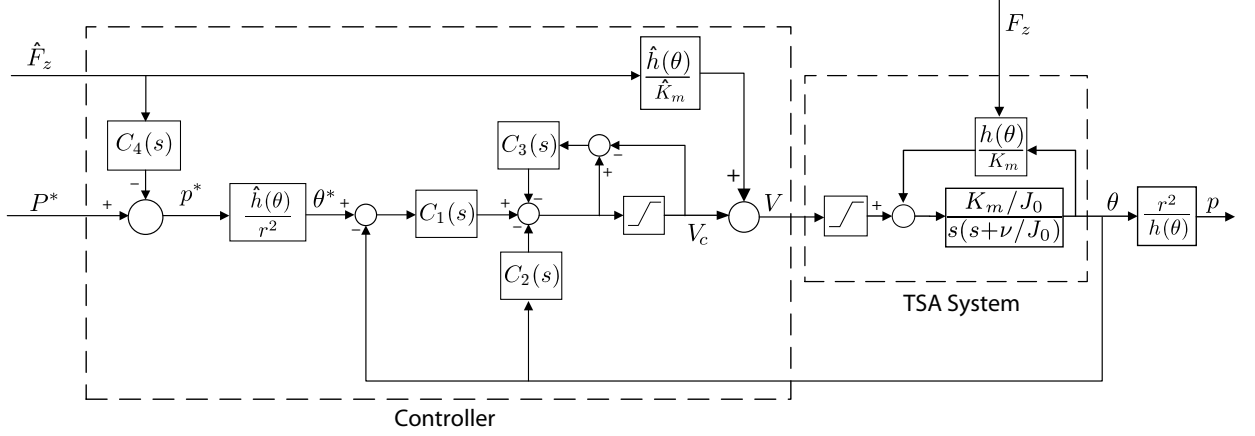 F̂_z
ĥ(θ)
K̂_m
F_z
C_4(s)
−
P*
+
p*
ĥ(θ)
r²
θ*
+
−
C_1(s)
+
−
−
C_3(s)
−
+
C_2(s)
V_c
+
+
V
+
h(θ)
K_m
K_m/J_0
s(s+ν/J_0)
θ
r²
h(θ)
p
TSA System
Controller